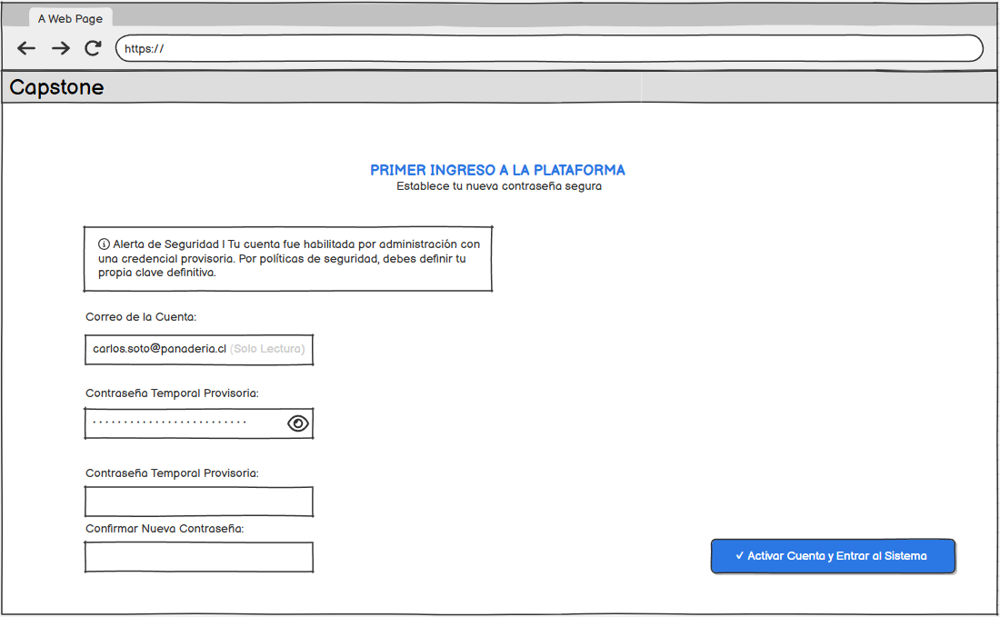 A Web Page
https://
Capstone
PRIMER INGRESO A LA PLATAFORMA
Establece tu nueva contraseña segura
Alerta de Seguridad | Tu cuenta fue habilitada por administración con
una credencial provisoria. Por políticas de seguridad, debes definir tu
propia clave definitiva.
Correo de la Cuenta:
carlos.soto@panaderia.cl (Solo Lectura)
Contraseña Temporal Provisoria:
Contraseña Temporal Provisoria:
Confirmar Nueva Contraseña:
✓ Activar Cuenta y Entrar al Sistema